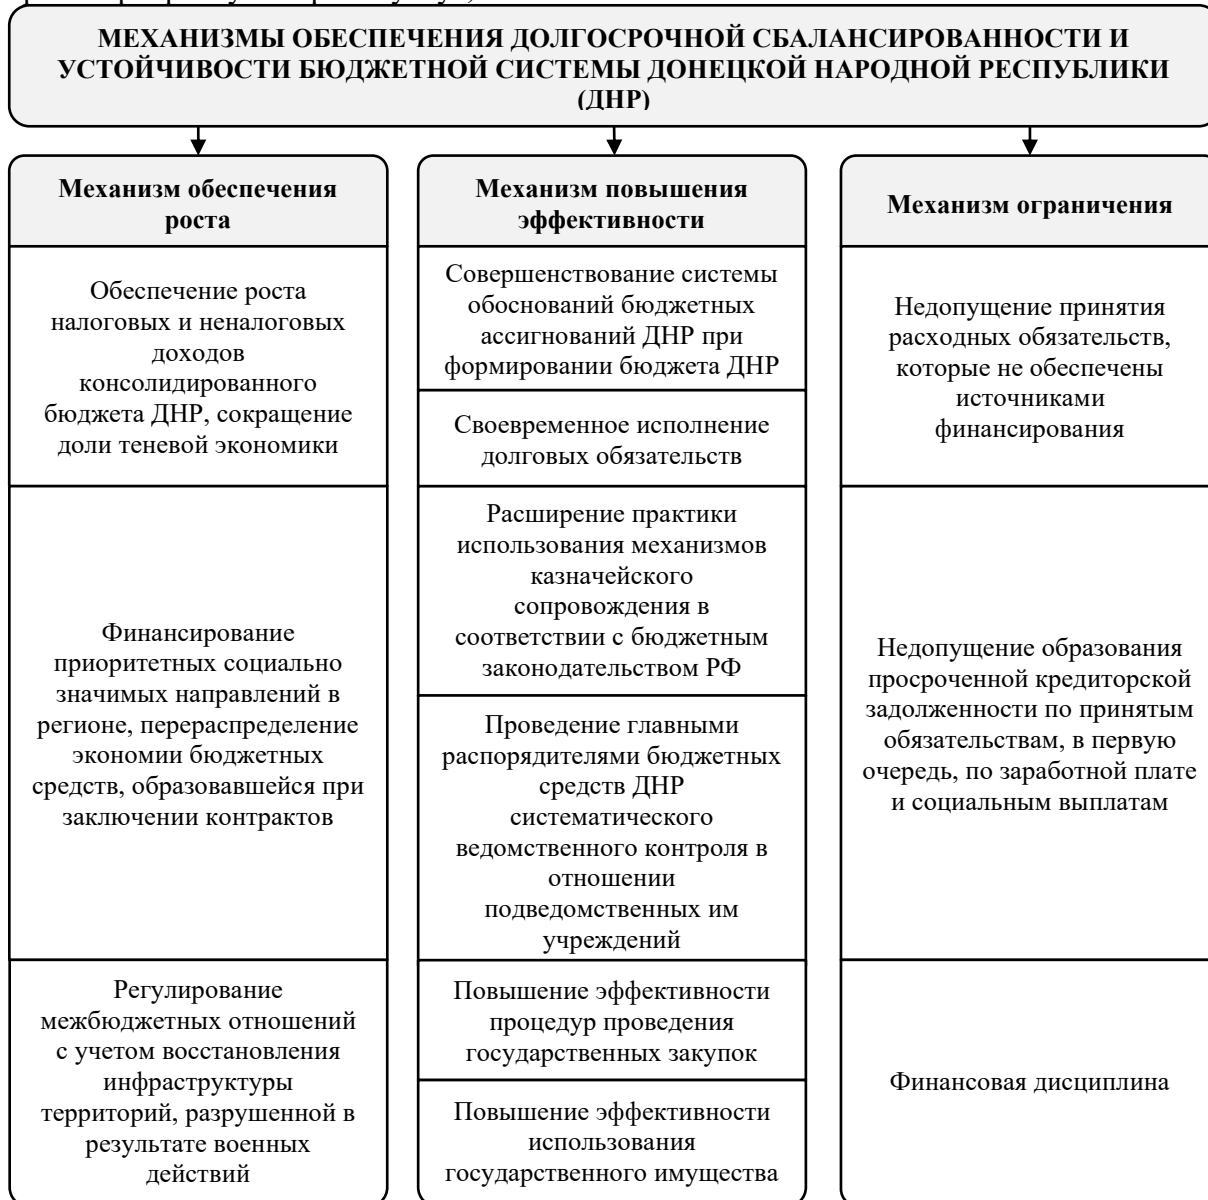 МЕХАНИЗМЫ ОБЕСПЕЧЕНИЯ ДОЛГОСРОЧНОЙ СБАЛАНСИРОВАННОСТИ И
УСТОЙЧИВОСТИ БЮДЖЕТНОЙ СИСТЕМЫ ДОНЕЦКОЙ НАРОДНОЙ РЕСПУБЛИКИ
(ДНР)
Механизм обеспечения
роста
Обеспечение роста
налоговых и неналоговых
доходов
консолидированного
бюджета ДНР, сокращение
доли теневой экономики
Финансирование
приоритетных социально
значимых направлений в
регионе, перераспределение
экономии бюджетных
средств, образовавшейся при
заключении контрактов
Регулирование
межбюджетных отношений
с учетом восстановления
инфраструктуры
территорий, разрушенной в
результате военных
действий
Механизм повышения
эффективности
Совершенствование системы
обоснований бюджетных
ассигнований ДНР при
формировании бюджета ДНР
Своевременное исполнение
долговых обязательств
Расширение практики
использования механизмов
казначейского
сопровождения в
соответствии с бюджетным
законодательством РФ
Проведение главными
распорядителями бюджетных
средств ДНР
систематического
ведомственного контроля в
отношении
подведомственных им
учреждений
Повышение эффективности
процедур проведения
государственных закупок
Повышение эффективности
использования
государственного имущества
Механизм ограничения
Недопущение принятия
расходных обязательств,
которые не обеспечены
источниками
финансирования
Недопущение образования
просроченной кредиторской
задолженности по принятым
обязательствам, в первую
очередь, по заработной плате
и социальным выплатам
Финансовая дисциплина